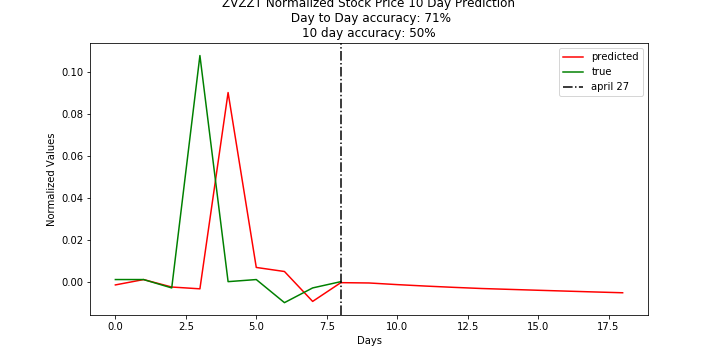 ZVZZT Normalized Stock Price 10 Day Prediction
Day to Day accuracy: 71%
10 day accuracy: 50%
predicted
true
april 27
Normalized Values
0.10
0.08
0.06
0.04
0.02
0.00
0.0 2.5 5.0 7.5 10.0 12.5 15.0 17.5
Days